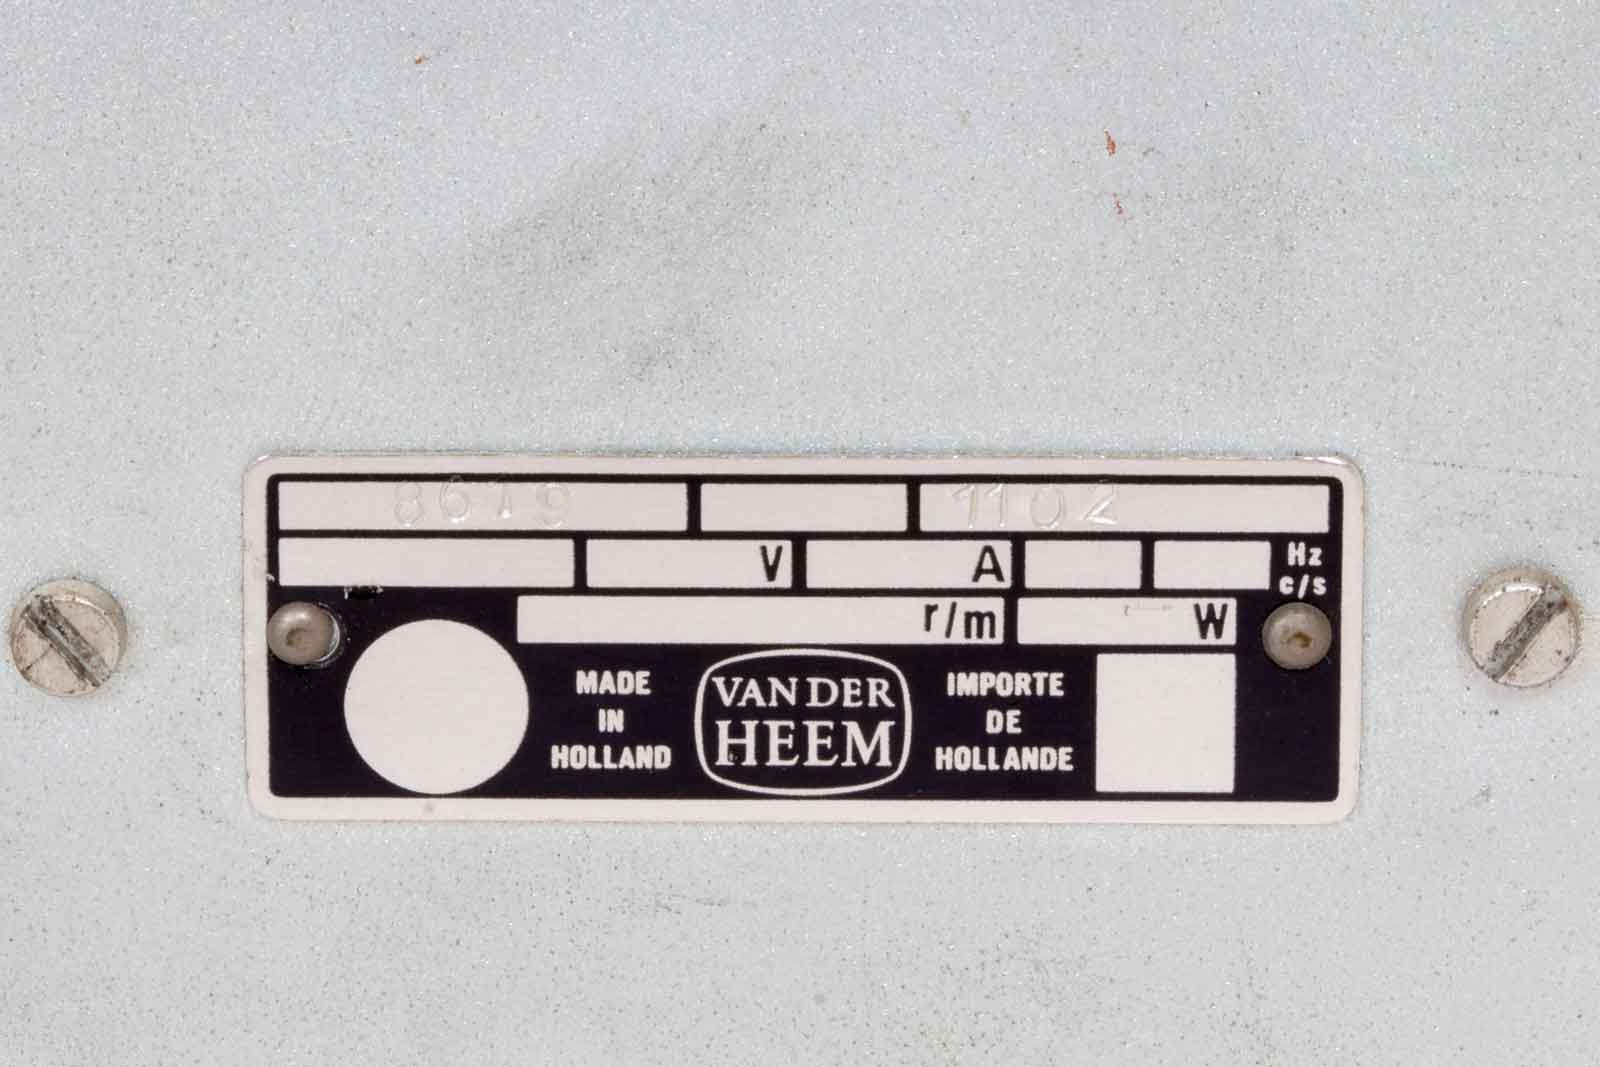 8619 1102
V A Hz
c/s
r/m W
MADE
IN
HOLLAND
VAN DER
HEEM
IMPORTE
DE
HOLLANDE